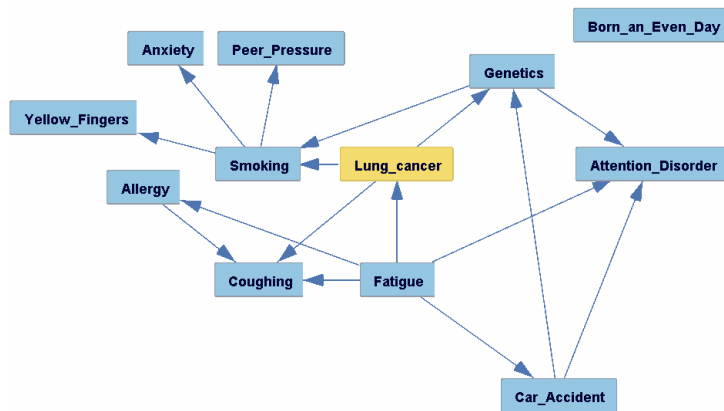 Born_an_Even_Day
Anxiety
Peer_Pressure
Genetics
Yellow_Fingers
Smoking
Lung_cancer
Attention_Disorder
Allergy
Coughing
Fatigue
Car_Accident